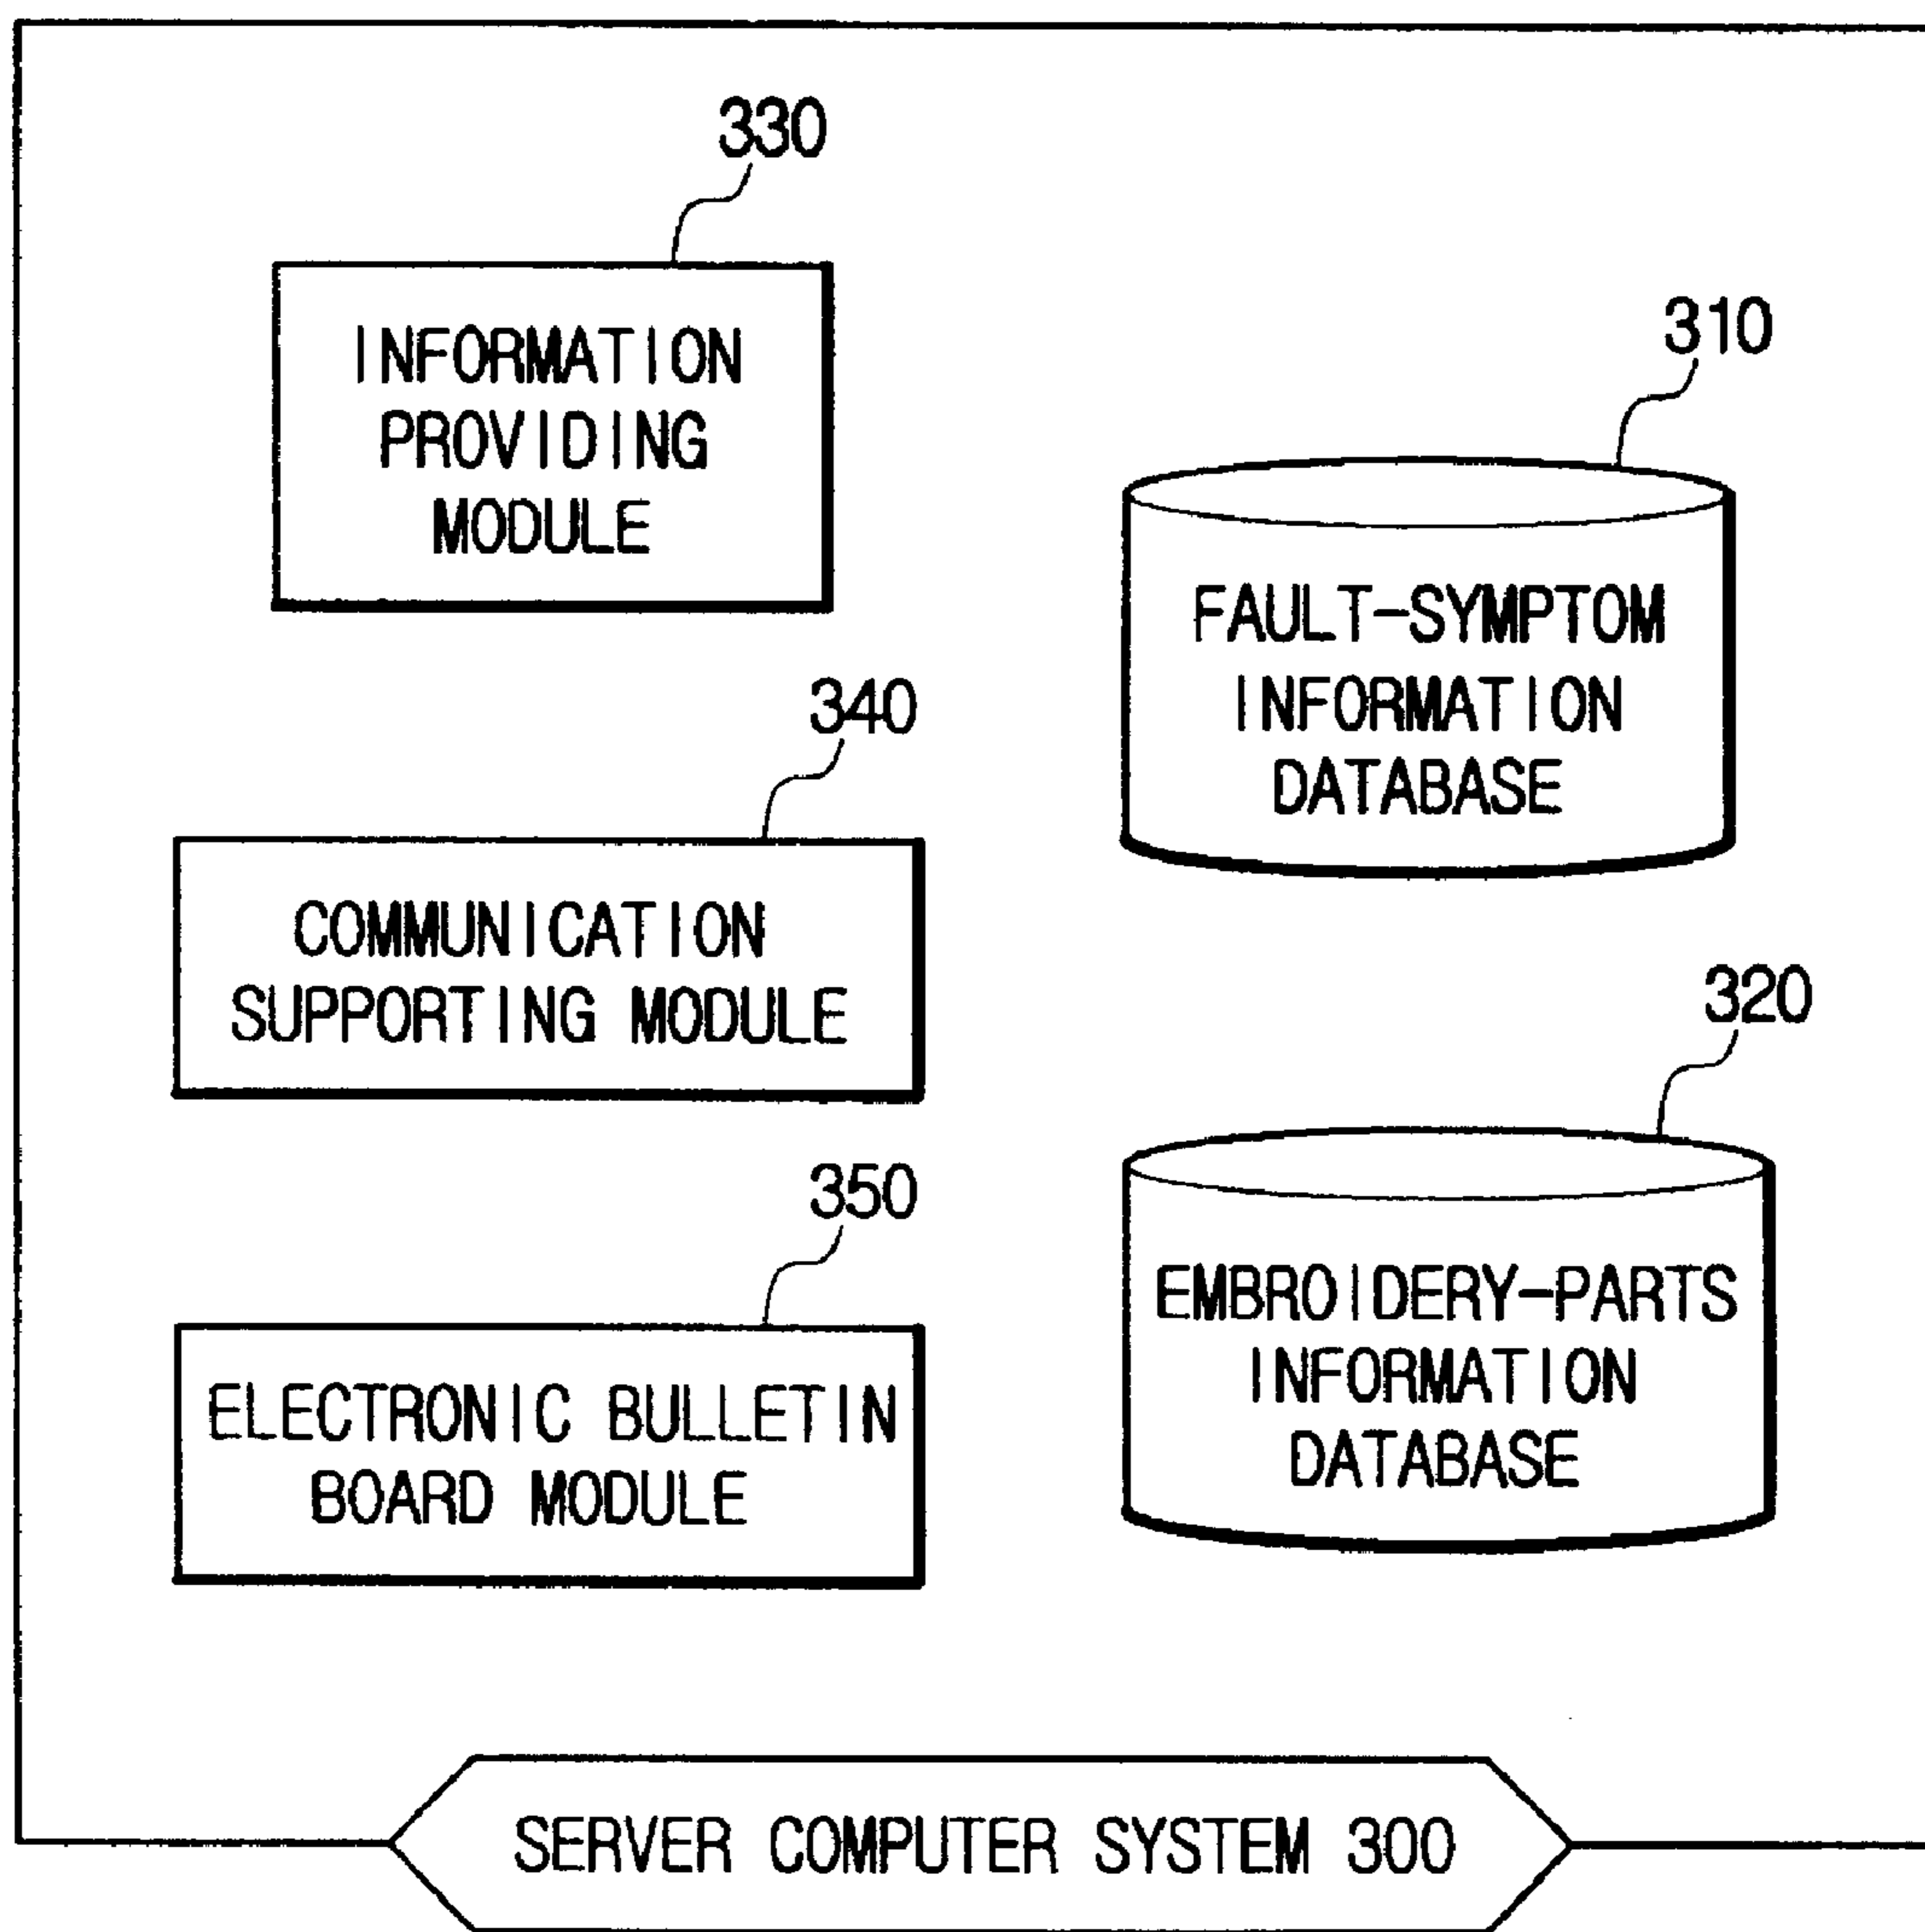 330
INFORMATION
PROVIDING
MODULE
310
FAULT-SYMPTOM
INFORMATION
DATABASE
340
COMMUNICATION
SUPPORTING MODULE
320
EMBROIDERY-PARTS
INFORMATION
DATABASE
350
ELECTRONIC BULLETIN
BOARD MODULE
SERVER COMPUTER SYSTEM 300